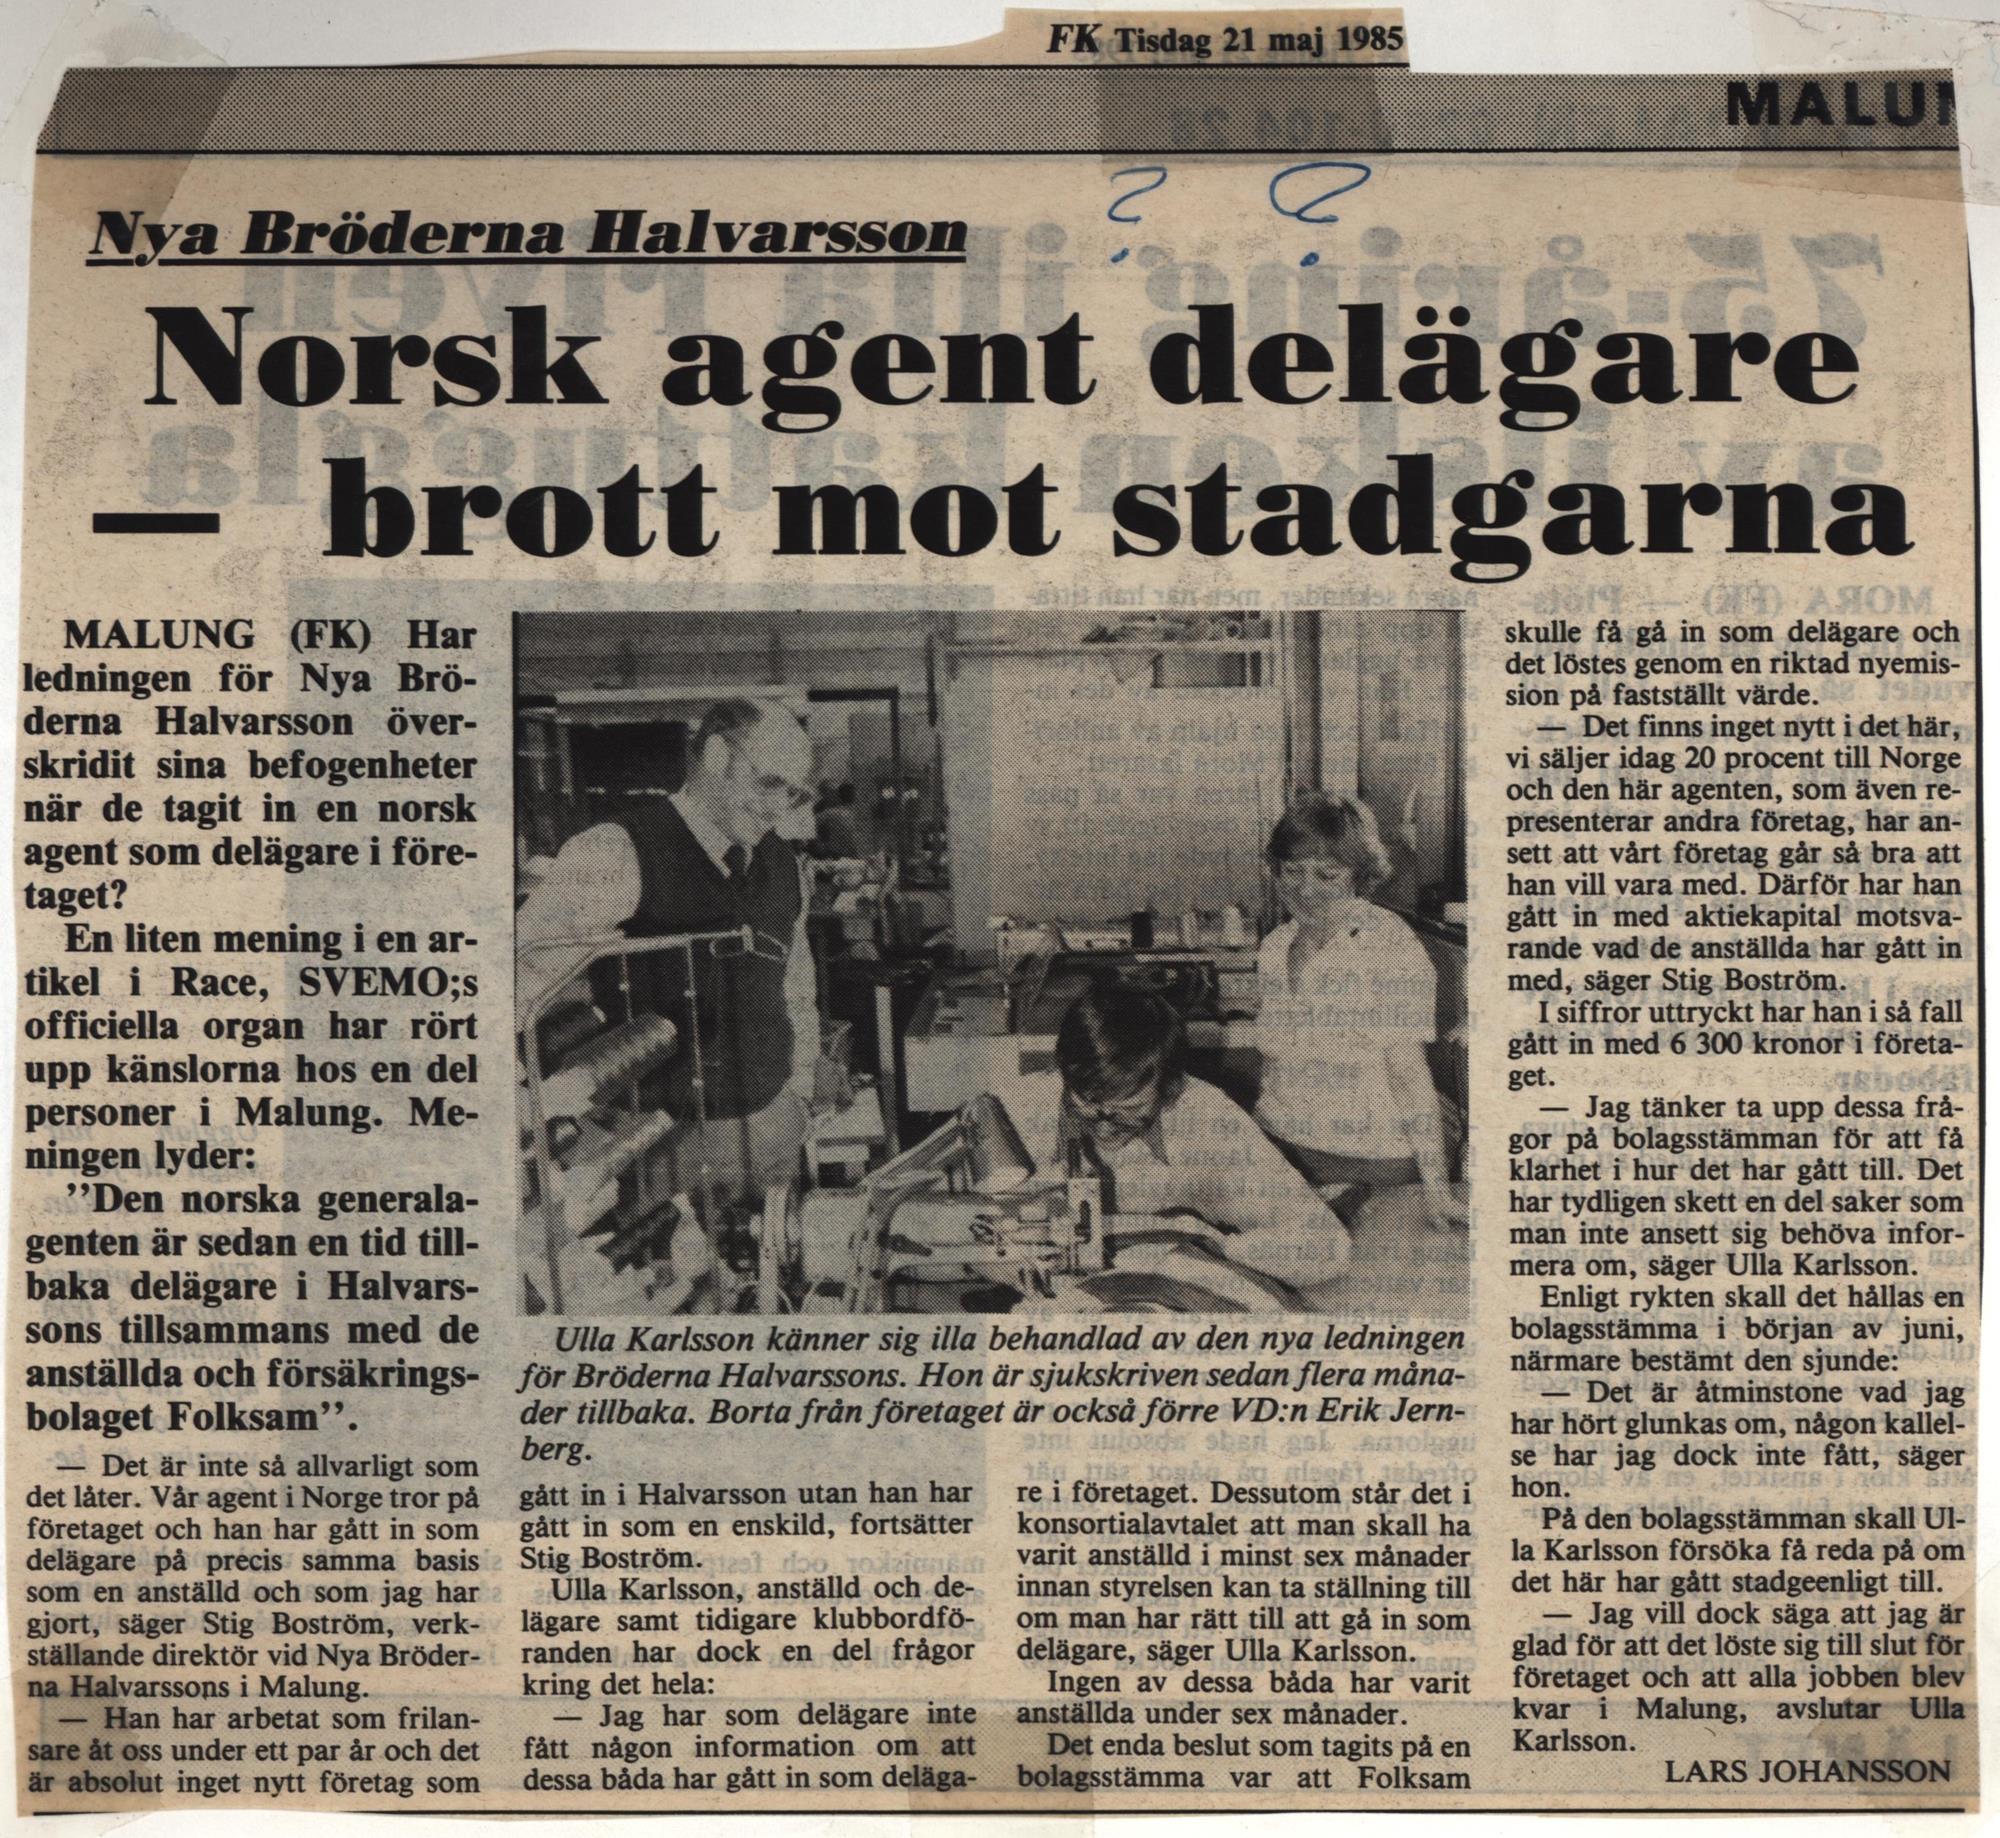 FK Tisdag 21 maj 1985
MALUN
? ?
Nya Bröderna Halvarsson
Norsk agent delägare
— brott mot stadgarna
MALUNG (FK) Har
ledningen för Nya Brö-
derna Halvarsson över-
skridit sina befogenheter
när de tagit in en norsk
agent som delägare i före-
taget?
En liten mening i en ar-
tikel i Race, SVEMO;s
officiella organ har rört
upp känslorna hos en del
personer i Malung. Me-
ningen lyder:
”Den norska generala-
genten är sedan en tid till-
baka delägare i Halvars-
sons tillsammans med de
anställda och försäkrings-
bolaget Folksam”.
— Det är inte så allvarligt som
det låter. Vår agent i Norge tror på
företaget och han har gått in som
delägare på precis samma basis
som en anställd och som jag har
gjort, säger Stig Boström, verk-
ställande direktör vid Nya Bröder-
na Halvarssons i Malung.
— Han har arbetat som frilan-
sare åt oss under ett par år och det
är absolut inget nytt företag som
Ulla Karlsson känner sig illa behandlad av den nya ledningen
för Bröderna Halvarssons. Hon är sjukskriven sedan flera måna-
der tillbaka. Borta från företaget är också förre VD:n Erik Jern-
berg.
gått in i Halvarsson utan han har
gått in som en enskild, fortsätter
Stig Boström.
Ulla Karlsson, anställd och de-
lägare samt tidigare klubbordfö-
randen har dock en del frågor
kring det hela:
— Jag har som delägare inte
fått någon information om att
dessa båda har gått in som deläga-
re i företaget. Dessutom står det i
konsortialavtalet att man skall ha
varit anställd i minst sex månader
innan styrelsen kan ta ställning till
om man har rätt till att gå in som
delägare, säger Ulla Karlsson.
Ingen av dessa båda har varit
anställda under sex månader.
Det enda beslut som tagits på en
bolagsstämma var att Folksam
skulle få gå in som delägare och
det löstes genom en riktad nyemis-
sion på fastställt värde.
— Det finns inget nytt i det här,
vi säljer idag 20 procent till Norge
och den här agenten, som även re-
presenterar andra företag, har an-
sett att vårt företag går så bra att
han vill vara med. Därför har han
gått in med aktiekapital motsva-
rande vad de anställda har gått in
med, säger Stig Boström.
I siffror uttryckt har han i så fall
gått in med 6 300 kronor i företa-
get.
— Jag tänker ta upp dessa frå-
gor på bolagsstämman för att få
klarhet i hur det har gått till. Det
har tydligen skett en del saker som
man inte ansett sig behöva infor-
mera om, säger Ulla Karlsson.
Enligt rykten skall det hållas en
bolagsstämma i början av juni,
närmare bestämt den sjunde:
— Det är åtminstone vad jag
har hört glunkas om, någon kallel-
se har jag dock inte fått, säger
hon.
På den bolagsstämman skall Ul-
la Karlsson försöka få reda på om
det här har gått stadgeenligt till.
— Jag vill dock säga att jag är
glad för att det löste sig till slut för
företaget och att alla jobben blev
kvar i Malung, avslutar Ulla
Karlsson.
LARS JOHANSSON